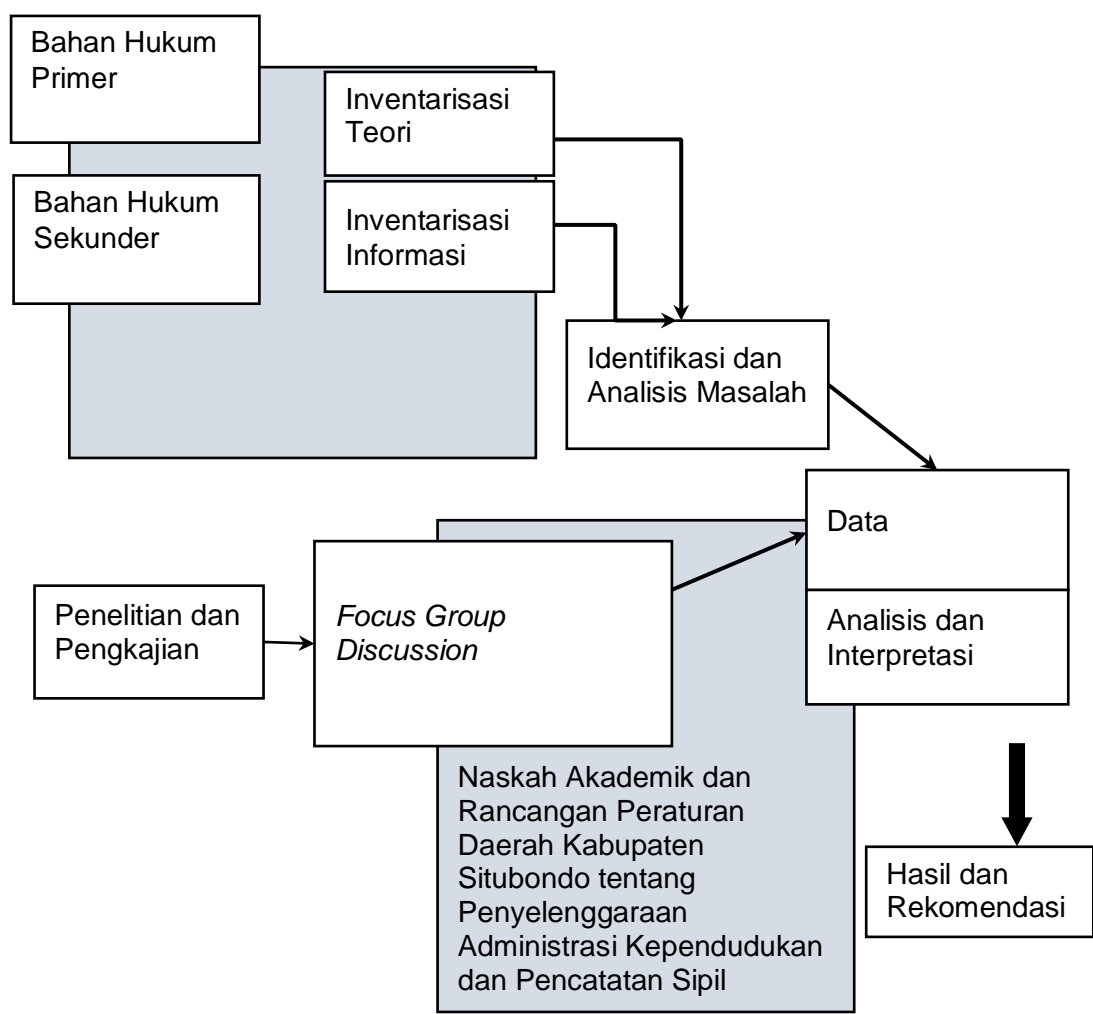 Bahan Hukum
Primer
Inventarisasi
Teori
Bahan Hukum
Sekunder
Inventarisasi
Informasi
Identifikasi dan
Analisis Masalah
Data
Penelitian dan
Pengkajian
Focus Group
Discussion
Analisis dan
Interpretasi
Naskah Akademik dan
Rancangan Peraturan
Daerah Kabupaten
Situbondo tentang
Penyelenggaraan
Administrasi Kependudukan
dan Pencatatan Sipil
Hasil dan
Rekomendasi